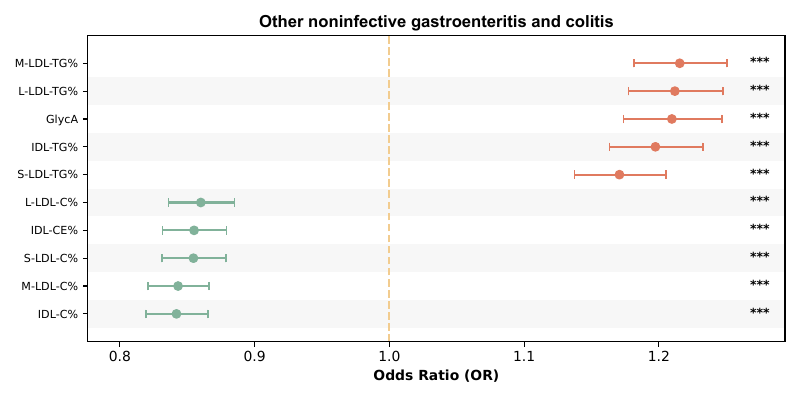 Other noninfective gastroenteritis and colitis
M-LDL-TG% ***
L-LDL-TG% ***
GlycA ***
IDL-TG% ***
S-LDL-TG% ***
L-LDL-C% ***
IDL-CE% ***
S-LDL-C% ***
M-LDL-C% ***
IDL-C% ***
0.8 0.9 1.0 1.1 1.2
Odds Ratio (OR)